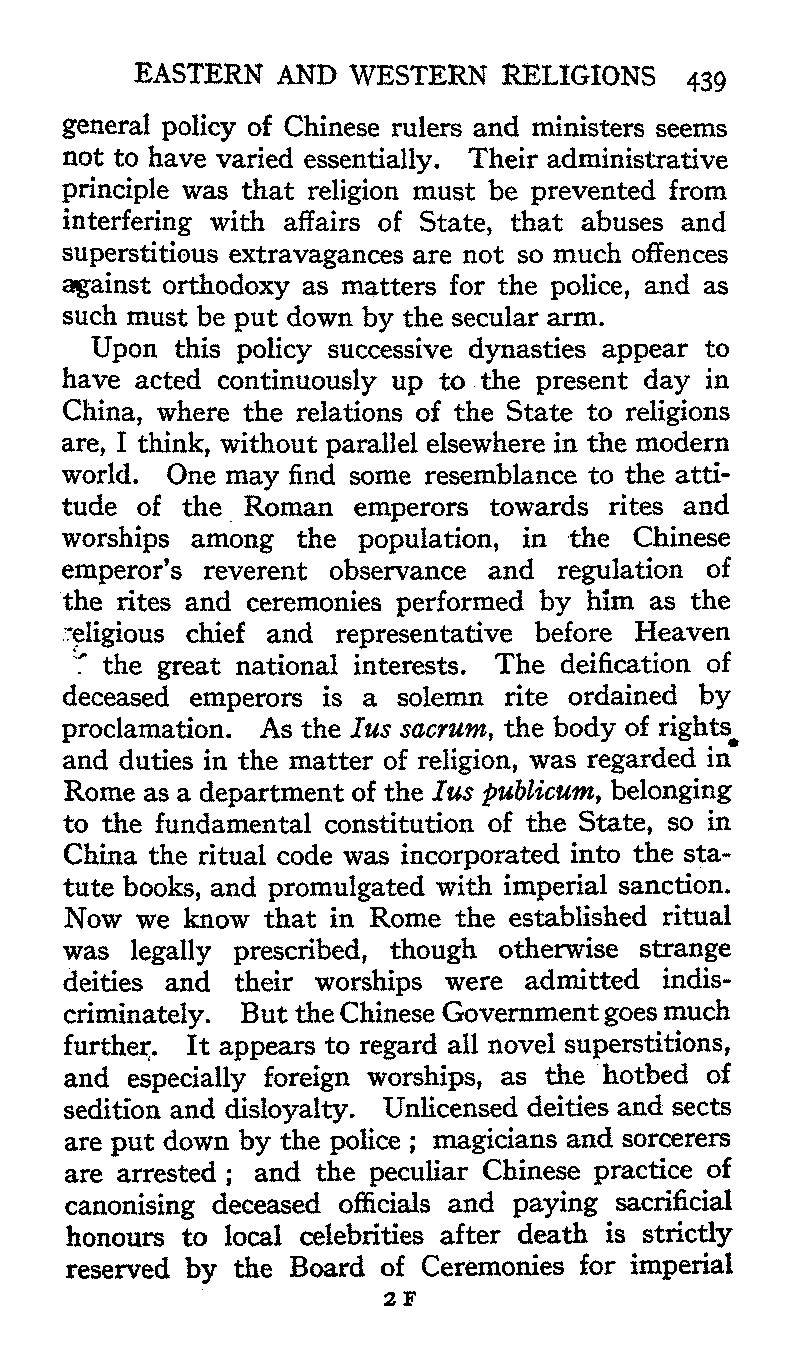 EASTERN AND WESTERN RELIGIONS 439
general policy of Chinese rulers and ministers seems
not to have varied essentially. Their administrative
principle was that religion must be prevented from
interfering with affairs of State, that abuses and
superstitious extravagances are not so much offences
against orthodoxy as matters for the police, and as
such must be put down by the secular arm.
Upon this policy successive dynasties appear to
have acted continuously up to the present day in
China, where the relations of the State to religions
are, I think, without parallel elsewhere in the modern
world. One may find some resemblance to the atti-
tude of the Roman emperors towards rites and
worships among the population, in the Chinese
emperor's reverent observance and regulation of
the rites and ceremonies performed by him as the
religious chief and representative before Heaven
the great national interests. The deification of
deceased emperors is a solemn rite ordained by
proclamation. As the Ius sacrum, the body of rights
and duties in the matter of religion, was regarded in
Rome as a department of the Ius publicum, belonging
to the fundamental constitution of the State, so in
China the ritual code was incorporated into the sta-
tute books, and promulgated with imperial sanction.
Now we know that in Rome the established ritual
was legally prescribed, though otherwise strange
deities and their worships were admitted indis-
criminately. But the Chinese Government goes much
further. It appears to regard all novel superstitions,
and especially foreign worships, as the hotbed of
sedition and disloyalty. Unlicensed deities and sects
are put down by the police ; magicians and sorcerers
are arrested ; and the peculiar Chinese practice of
canonising deceased officials and paying sacrificial
honours to local celebrities after death is strictly
reserved by the Board of Ceremonies for imperial
2 F